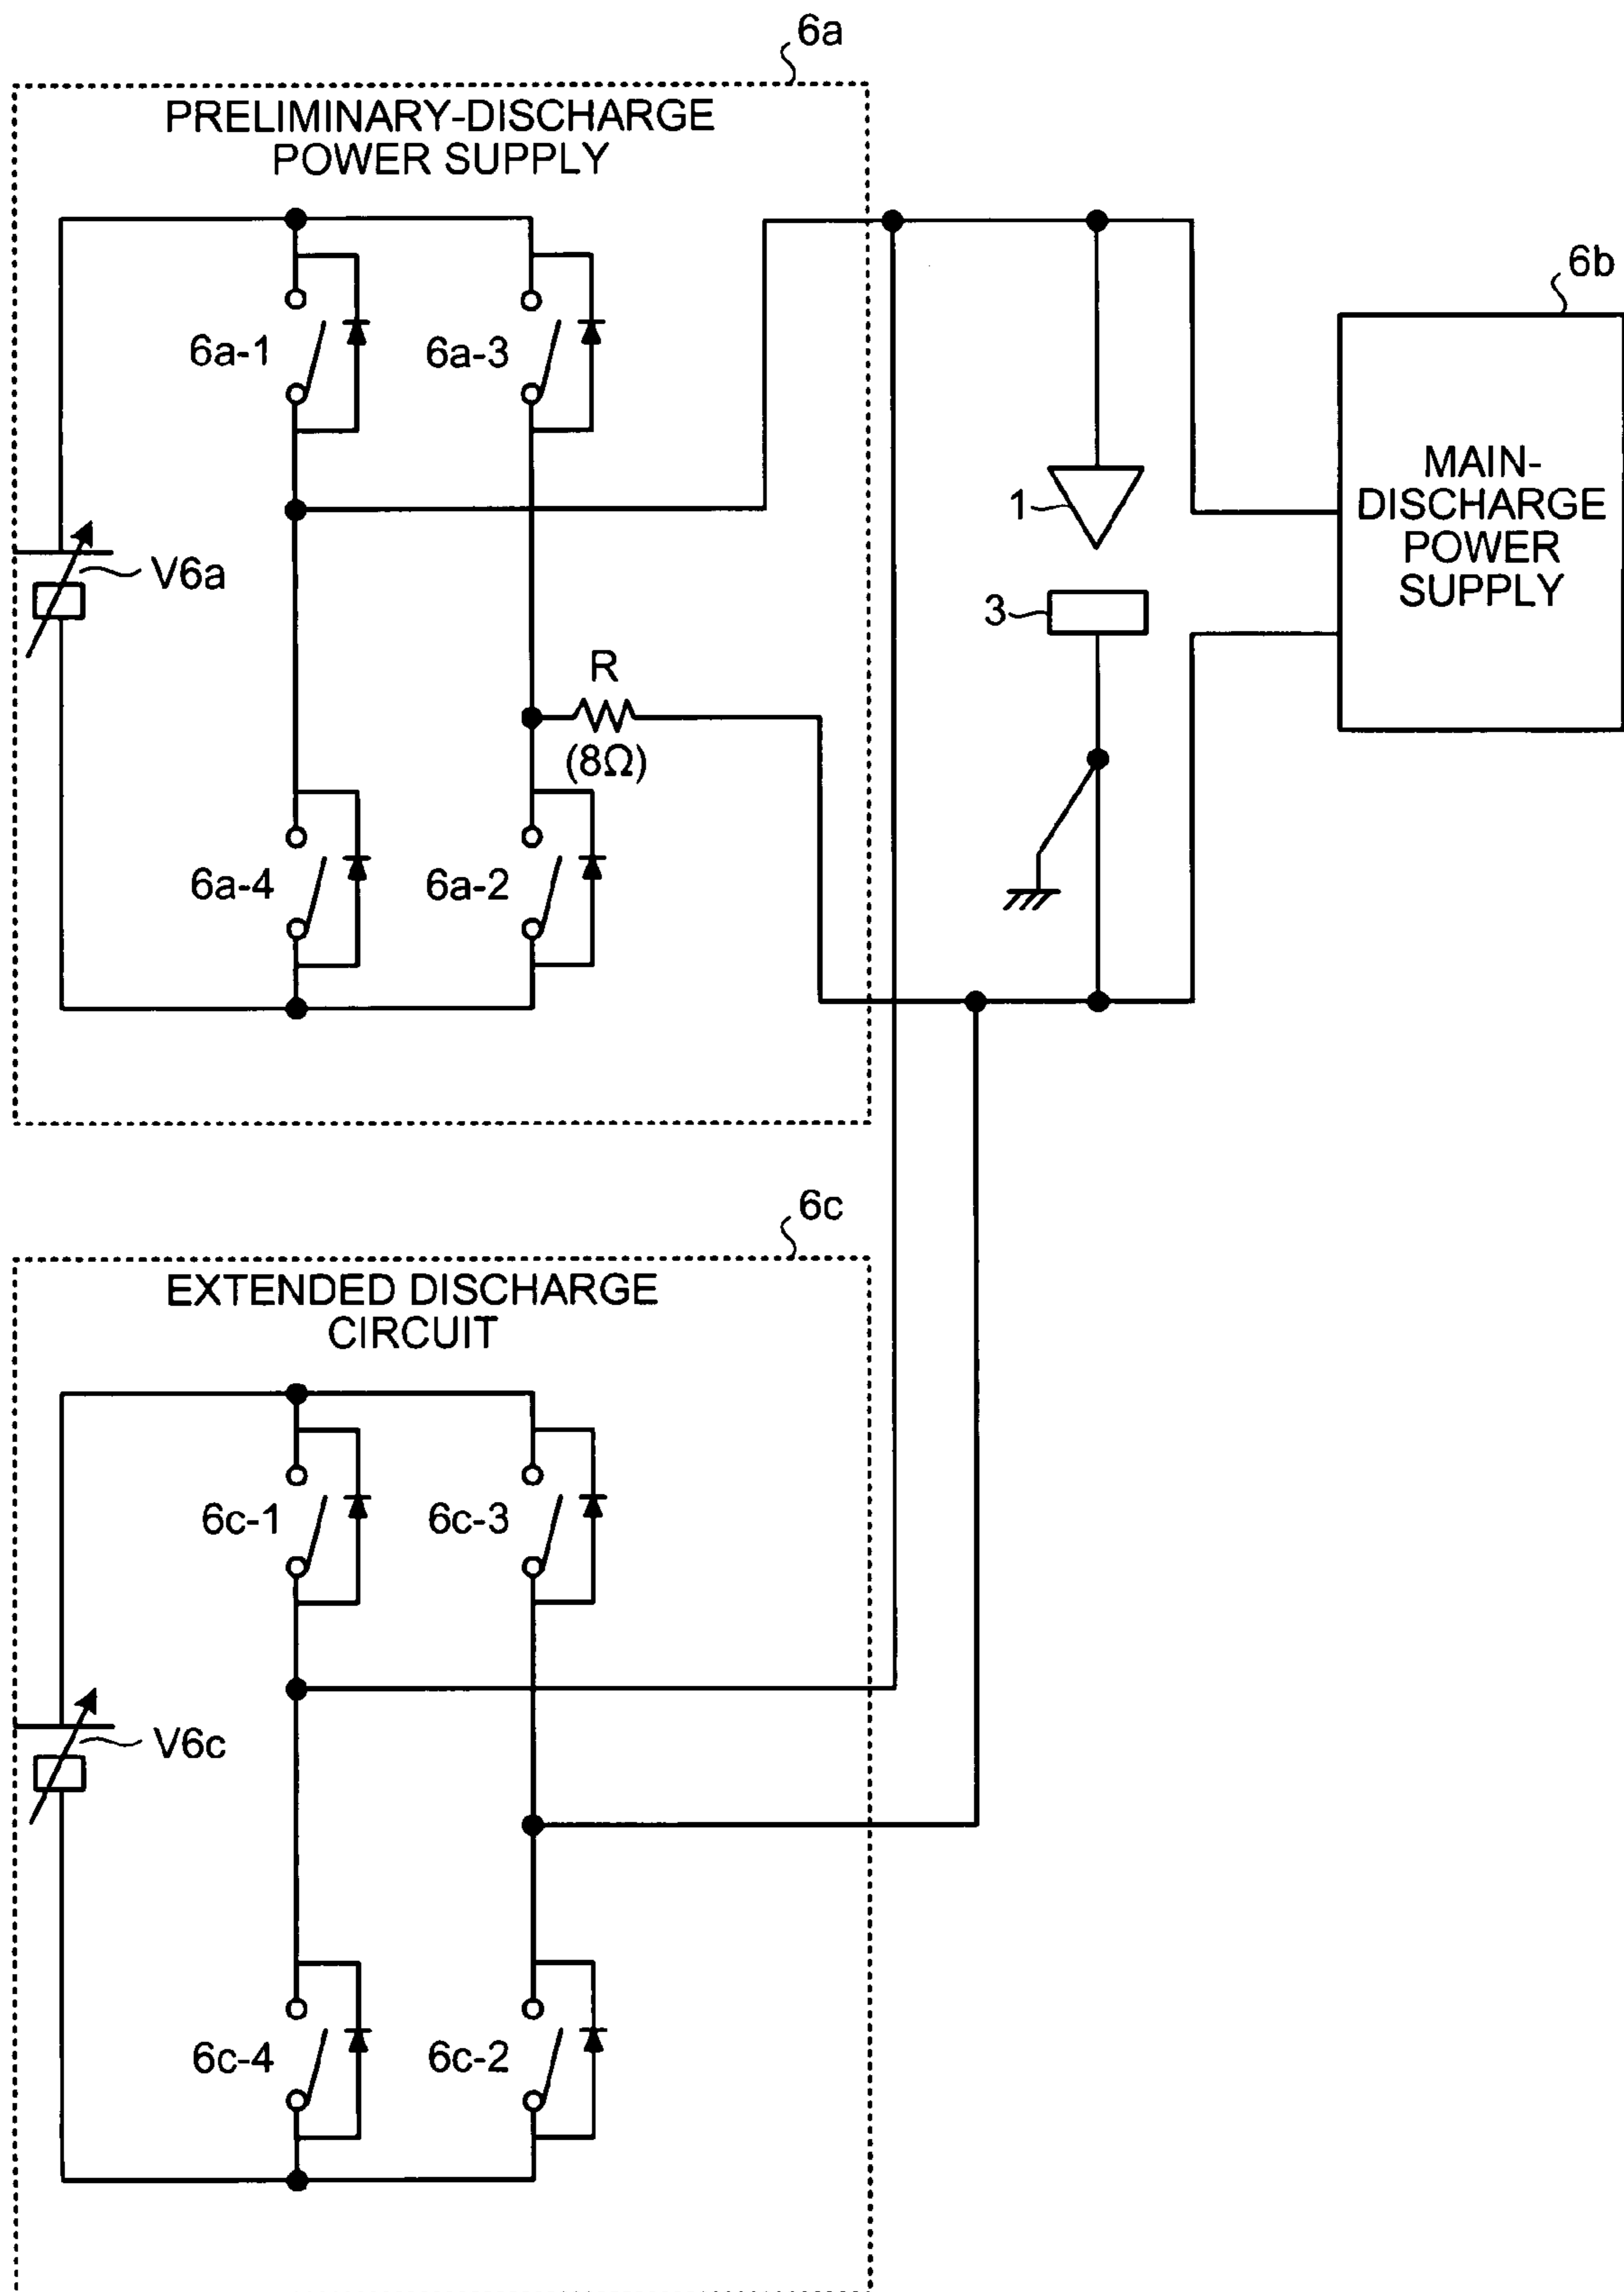 6a
PRELIMINARY-DISCHARGE
POWER SUPPLY
6b
6a-1
6a-3
MAIN-
DISCHARGE
POWER
SUPPLY
1
V6a
3
R
(8Ω)
6a-4
6a-2
6c
EXTENDED DISCHARGE
CIRCUIT
6c-1
6c-3
V6c
6c-4
6c-2